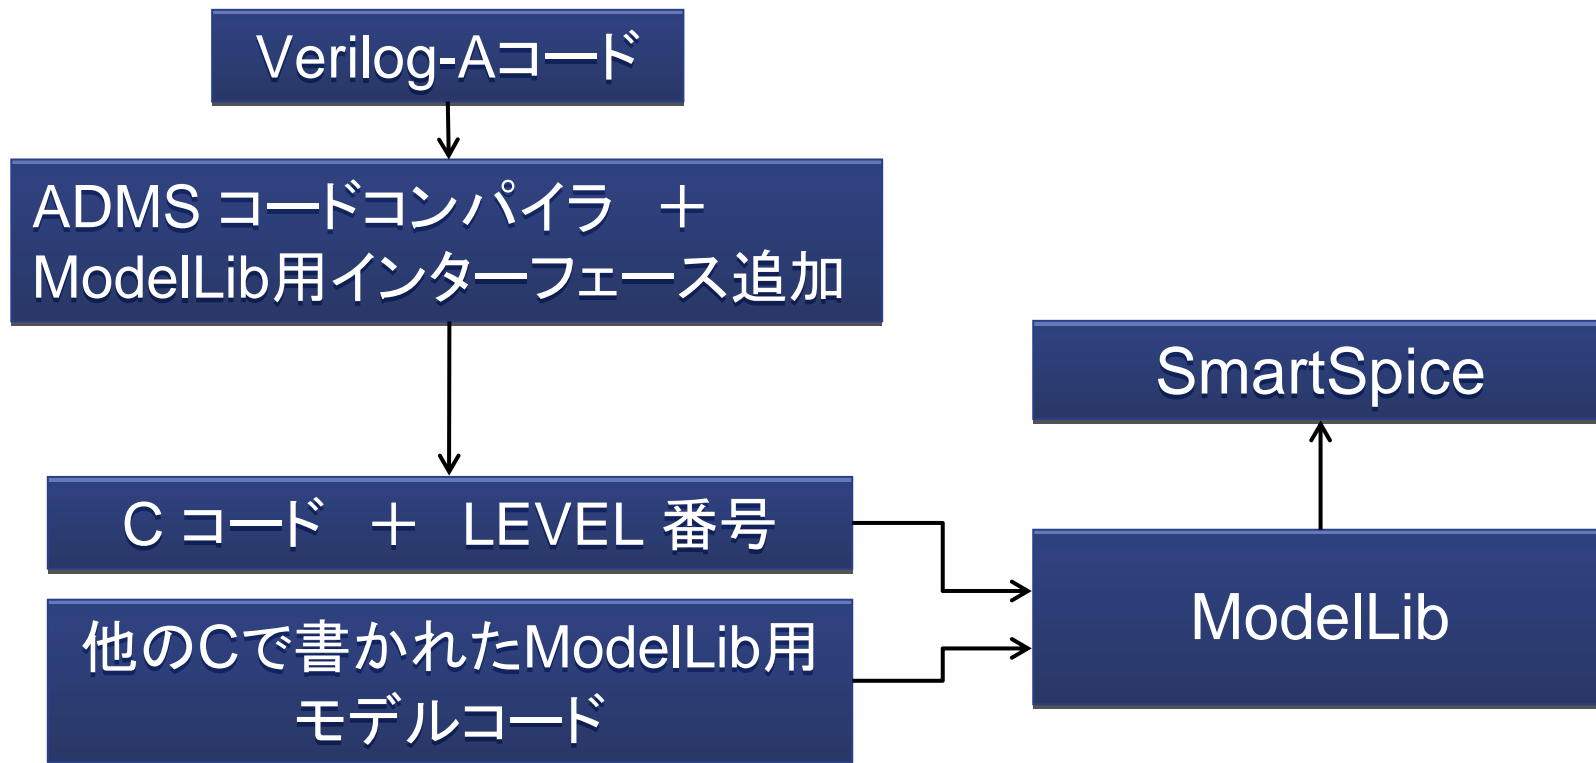 Verilog-Aコード
ADMS コードコンパイラ ＋
ModelLib用インターフェース追加
C コード ＋ LEVEL 番号
他のCで書かれたModelLib用
モデルコード
SmartSpice
ModelLib